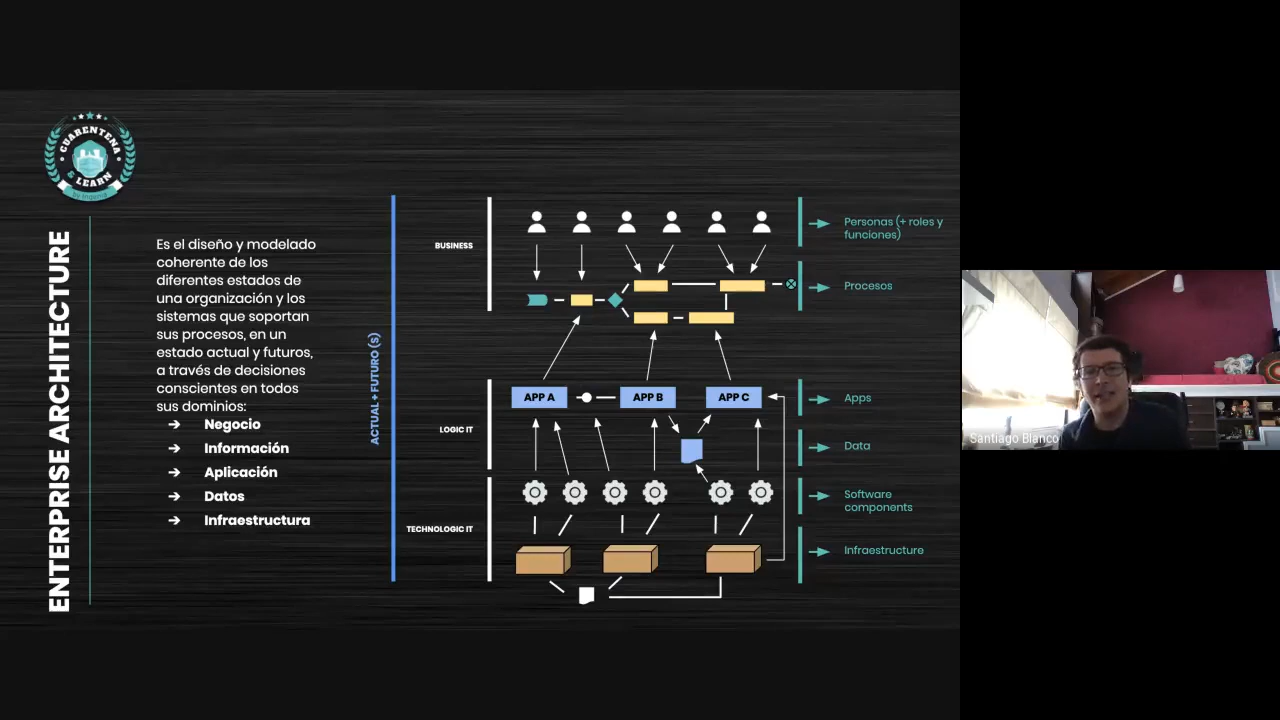 CUARENTENA
& LEARN
by Ingenia
ENTERPRISE ARCHITECTURE
Es el diseño y modelado
coherente de los
diferentes estados de
una organización y los
sistemas que soportan
sus procesos, en un
estado actual y futuros,
a través de decisiones
conscientes en todos
sus dominios:
➔ Negocio
➔ Información
➔ Aplicación
➔ Datos
➔ Infraestructura
ACTUAL + FUTURO (S)
BUSINESS
LOGIC IT
TECHNOLOGIC IT
APP A
APP B
APP C
Personas (+ roles y
funciones)
Procesos
Apps
Data
Software
components
Infraestructure
Santiago Blanco